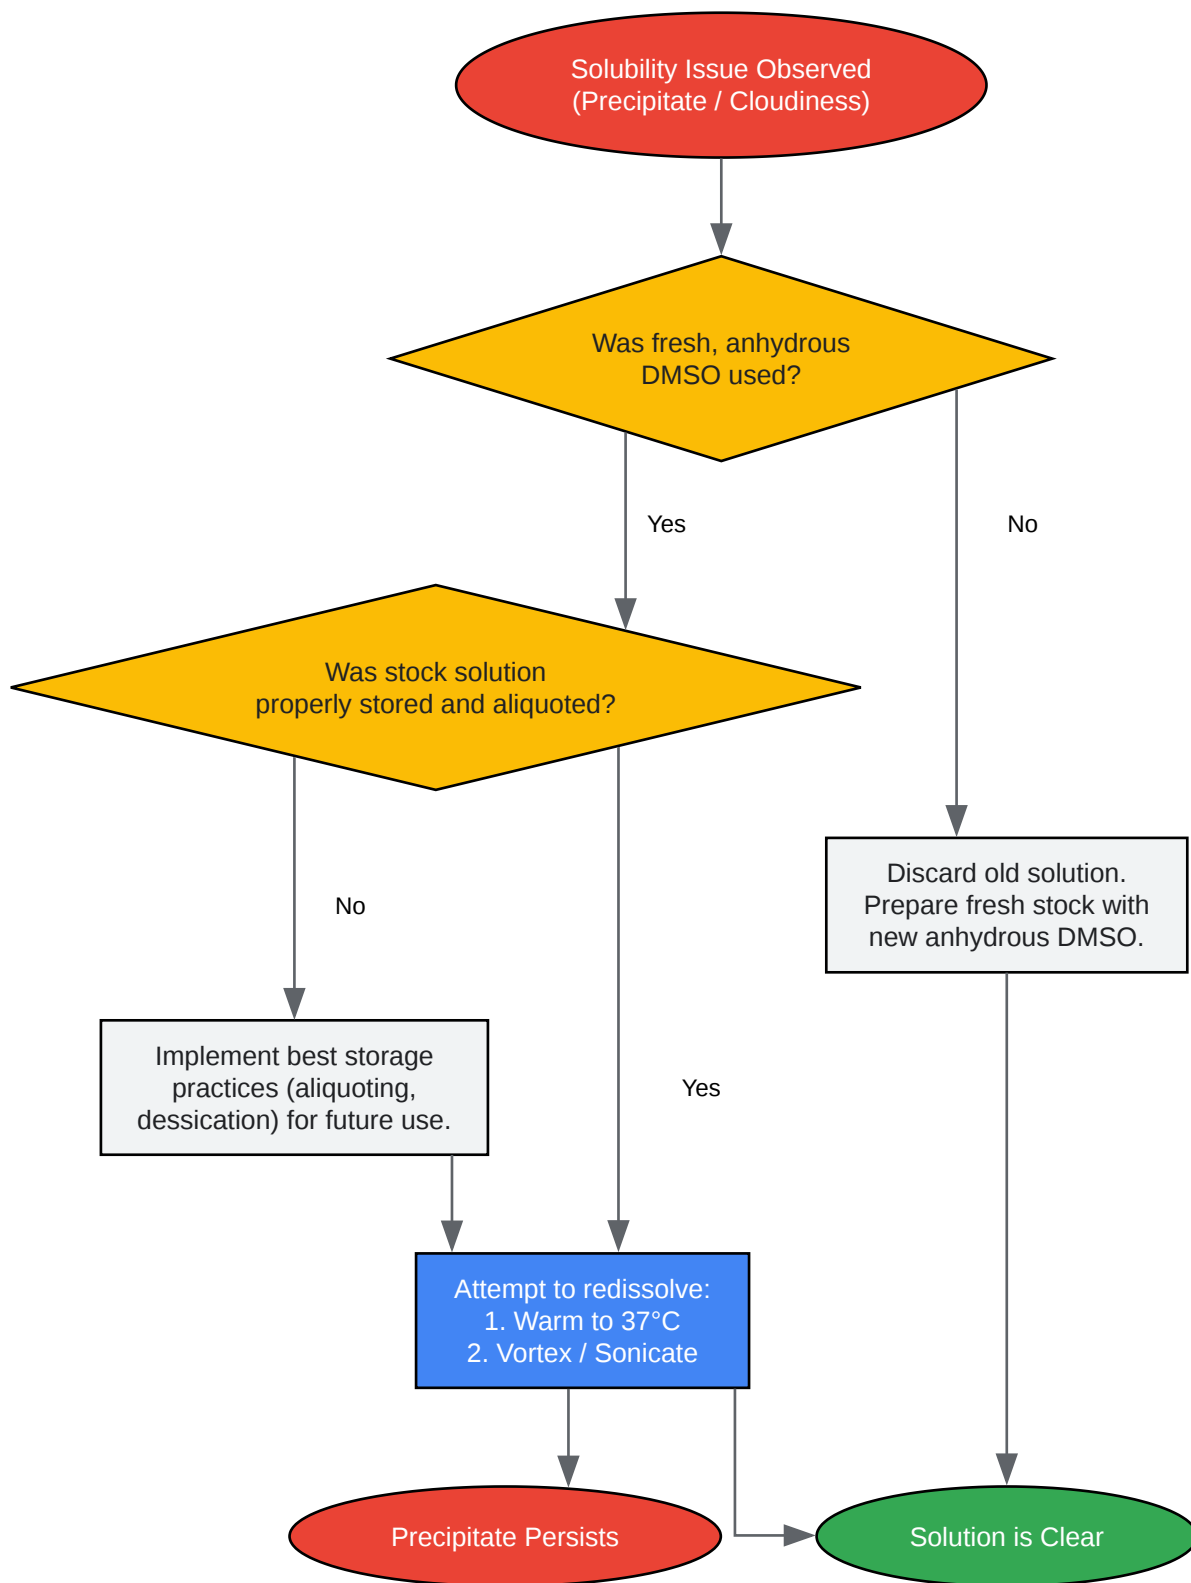 Solubility Issue Observed
(Precipitate / Cloudiness)
Was fresh, anhydrous
DMSO used?
Yes
No
Was stock solution
properly stored and aliquoted?
No
Discard old solution.
Prepare fresh stock with
new anhydrous DMSO.
Implement best storage
practices (aliquoting,
dessication) for future use.
Yes
Attempt to redissolve:
1. Warm to 37°C
2. Vortex / Sonicate
Precipitate Persists
Solution is Clear